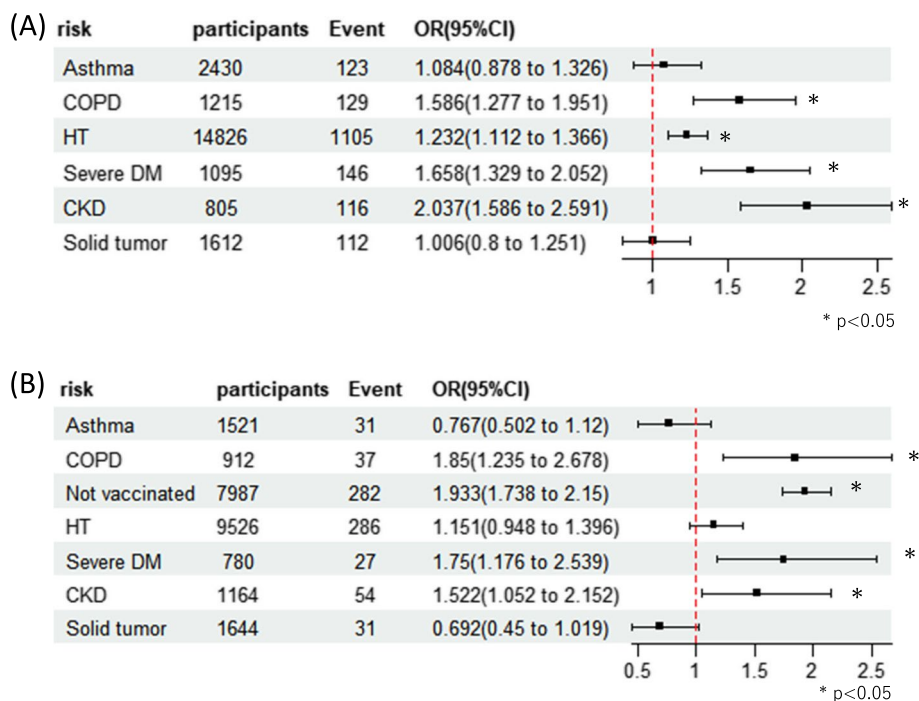 (A) risk participants Event OR(95%CI)
Asthma 2430 123 1.084(0.878 to 1.326)
COPD 1215 129 1.586(1.277 to 1.951) *
HT 14826 1105 1.232(1.112 to 1.366) *
Severe DM 1095 146 1.658(1.329 to 2.052) *
CKD 805 116 2.037(1.586 to 2.591) *
Solid tumor 1612 112 1.006(0.8 to 1.251)
1 1.5 2 2.5
* p<0.05
(B) risk participants Event OR(95%CI)
Asthma 1521 31 0.767(0.502 to 1.12)
COPD 912 37 1.85(1.235 to 2.678) *
Not vaccinated 7987 282 1.933(1.738 to 2.15) *
HT 9526 286 1.151(0.948 to 1.396)
Severe DM 780 27 1.75(1.176 to 2.539) *
CKD 1164 54 1.522(1.052 to 2.152) *
Solid tumor 1644 31 0.692(0.45 to 1.019)
0.5 1 1.5 2 2.5
* p<0.05